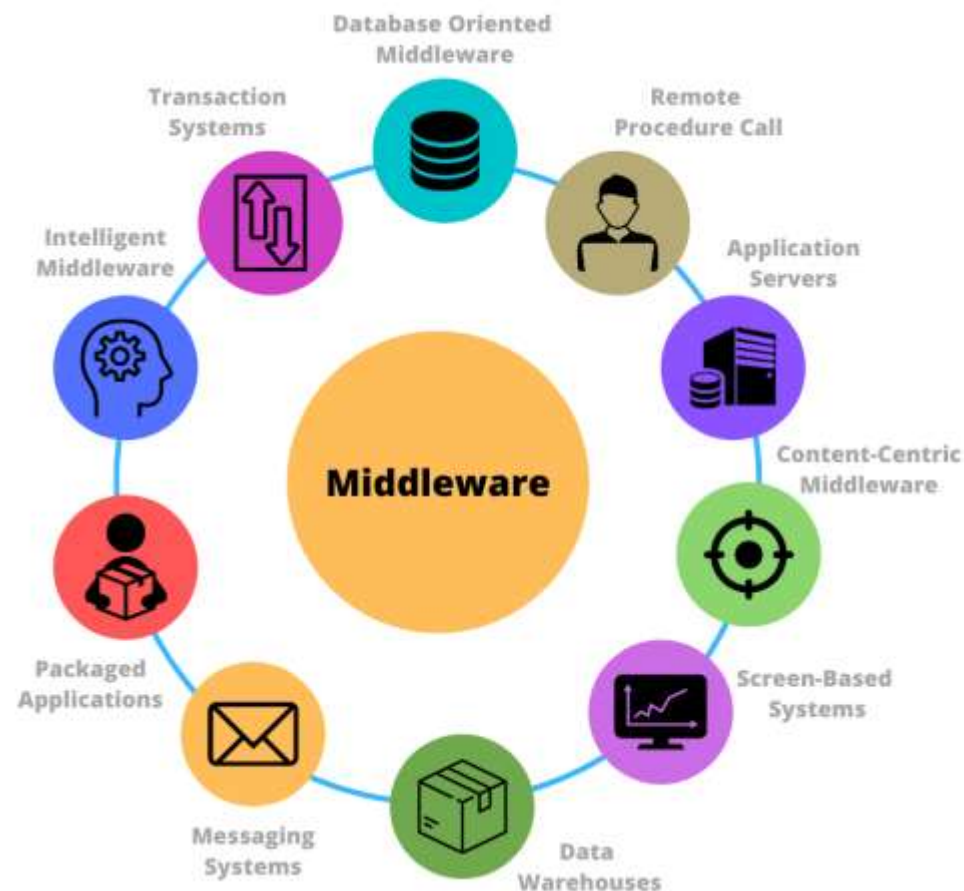 Database Oriented
Middleware
Remote
Procedure Call
Application
Servers
Content-Centric
Middleware
Screen-Based
Systems
Data
Warehouses
Messaging
Systems
Packaged
Applications
Intelligent
Middleware
Transaction
Systems
Middleware